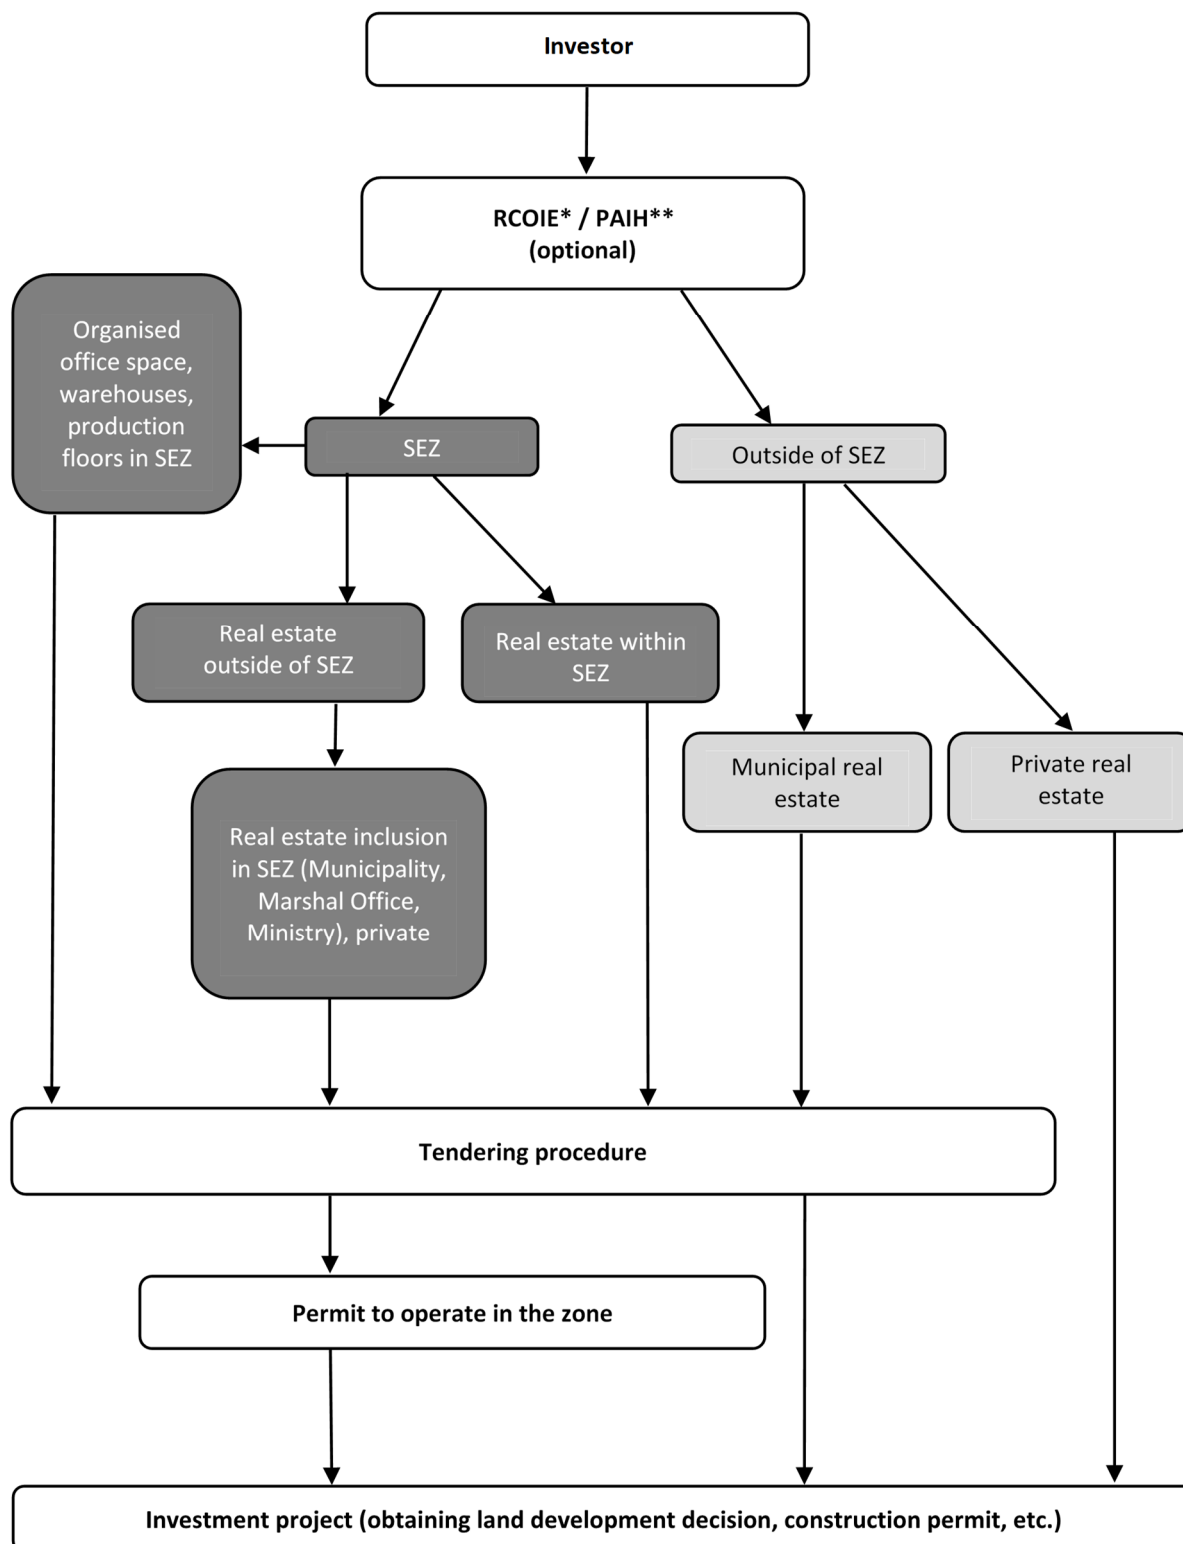 Investor
RCOIE* / PAIH**
(optional)
Organised
office space,
warehouses,
production
floors in SEZ
SEZ
Outside of SEZ
Real estate
outside of SEZ
Real estate within
SEZ
Municipal real
estate
Private real
estate
Real estate inclusion
in SEZ (Municipality,
Marshal Office,
Ministry), private
Tendering procedure
Permit to operate in the zone
Investment project (obtaining land development decision, construction permit, etc.)